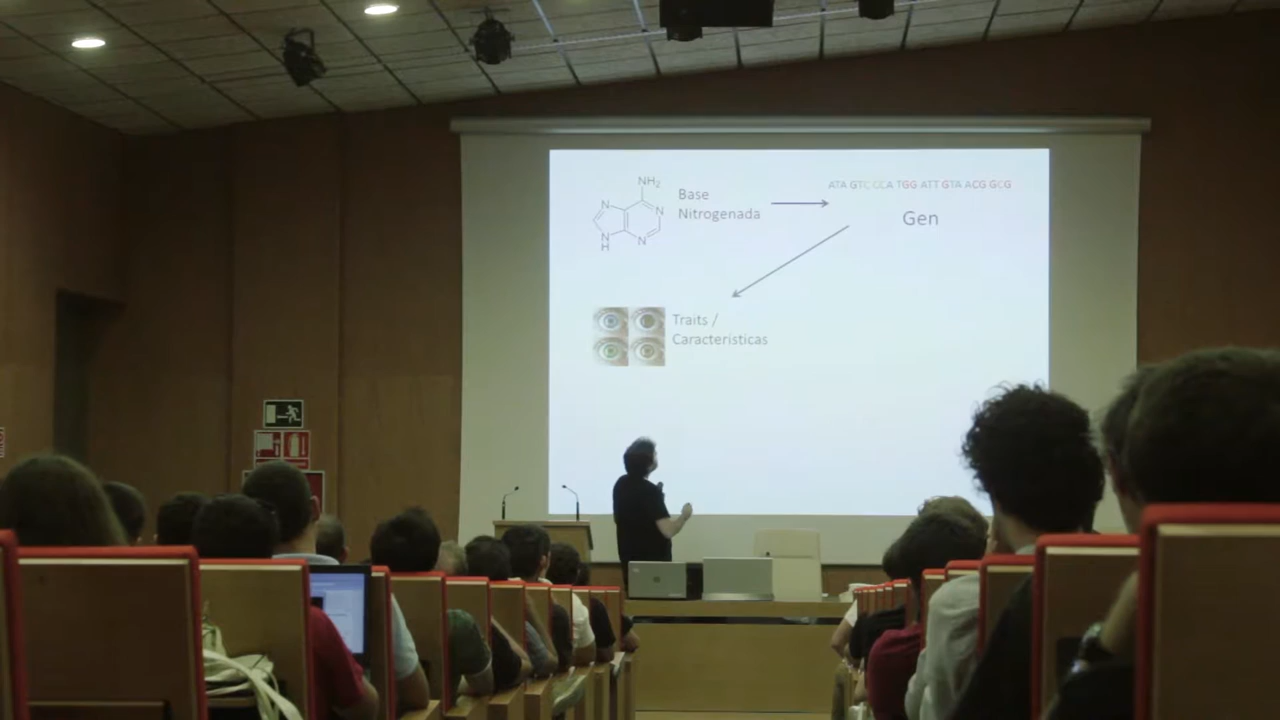 NH₂
N
N
N
H
N
Base
Nitrogenada
ATA GTC CCA TGG ATT GTA ACG GCG
Gen
Traits /
Características